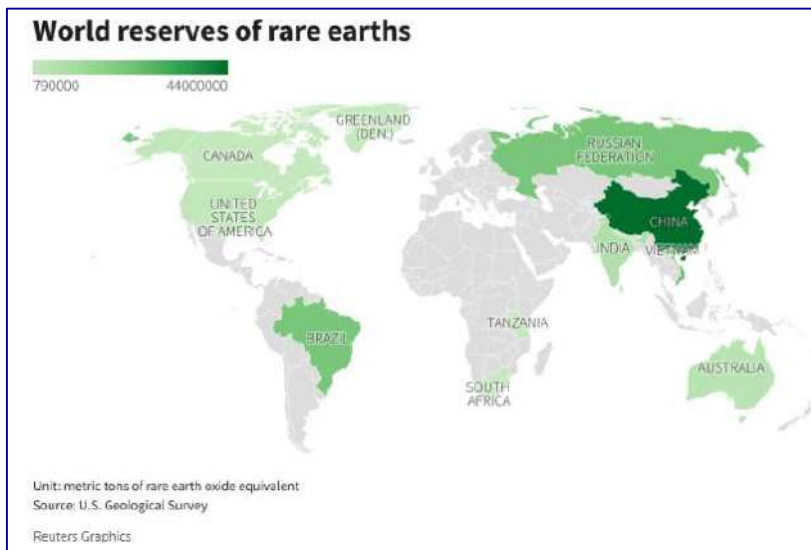 World reserves of rare earths
790000 44000000
GREENLAND
(DEN.)
CANADA
RUSSIAN
FEDERATION
UNITED
STATES
OF AMERICA
CHINA
INDIA
VIETNAM
BRAZIL
TANZANIA
SOUTH
AFRICA
AUSTRALIA
Unit: metric tons of rare earth oxide equivalent
Source: U.S. Geological Survey
Reuters Graphics